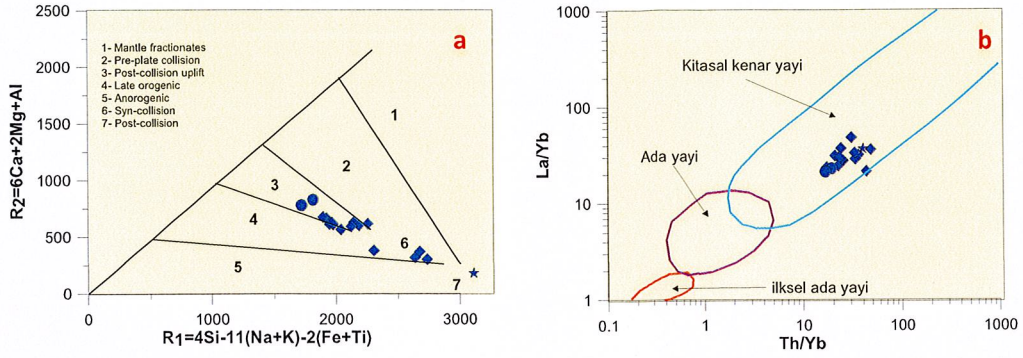 a
1- Mantle fractionates
2- Pre-plate collision
3- Post-collision uplift
4- Late orogenic
5- Anorogenic
6- Syn-collision
7- Post-collision
R2=6Ca+2Mg+Al
2500
2000
1500
1000
500
0
1
2
3
4
5
6
7
0
1000
2000
3000
R1=4Si-11(Na+K)-2(Fe+Ti)
b
La/Yb
1000
100
10
1
Kitasal kenar yayi
Ada yayi
ilksel ada yayi
0.1
1
10
100
1000
Th/Yb